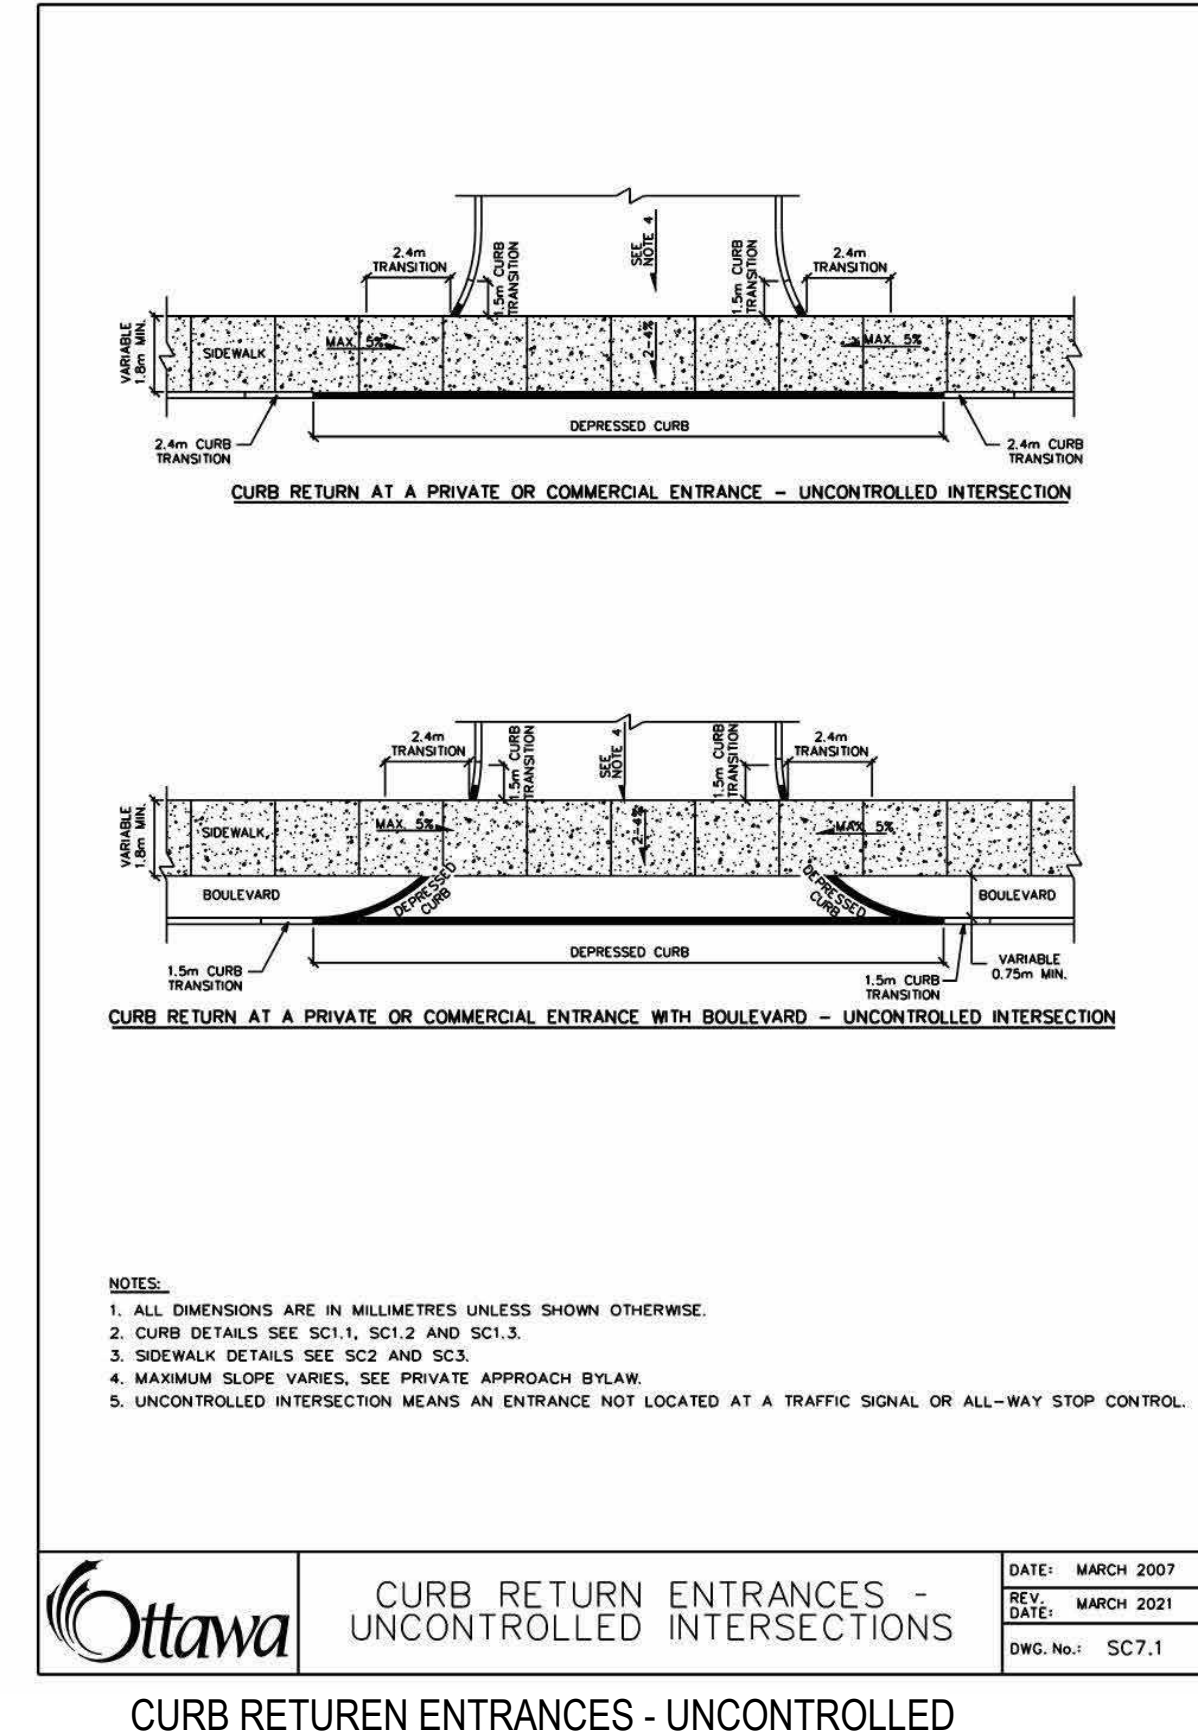 2.4m
TRANSITION
1.5m CURB
TRANSITION
SEE
NOTE 4
1.5m CURB
TRANSITION
2.4m
TRANSITION
VARIABLE
1.8m MIN.
SIDEWALK
MAX. 5%
2-4%
MAX. 5%
DEPRESSED CURB
2.4m CURB
TRANSITION
2.4m CURB
TRANSITION
CURB RETURN AT A PRIVATE OR COMMERCIAL ENTRANCE - UNCONTROLLED INTERSECTION
2.4m
TRANSITION
1.5m CURB
TRANSITION
SEE
NOTE 4
1.5m CURB
TRANSITION
2.4m
TRANSITION
VARIABLE
1.8m MIN.
SIDEWALK
MAX. 5%
2-4%
MAX. 5%
BOULEVARD
DEPRESSED
CURB
DEPRESSED
CURB
BOULEVARD
DEPRESSED CURB
1.5m CURB
TRANSITION
1.5m CURB
TRANSITION
VARIABLE
0.75m MIN.
CURB RETURN AT A PRIVATE OR COMMERCIAL ENTRANCE WITH BOULEVARD - UNCONTROLLED INTERSECTION
NOTES:
1. ALL DIMENSIONS ARE IN MILLIMETRES UNLESS SHOWN OTHERWISE.
2. CURB DETAILS SEE SC1.1, SC1.2 AND SC1.3.
3. SIDEWALK DETAILS SEE SC2 AND SC3.
4. MAXIMUM SLOPE VARIES, SEE PRIVATE APPROACH BYLAW.
5. UNCONTROLLED INTERSECTION MEANS AN ENTRANCE NOT LOCATED AT A TRAFFIC SIGNAL OR ALL-WAY STOP CONTROL.
Ottawa
CURB RETURN ENTRANCES -
UNCONTROLLED INTERSECTIONS
DATE: MARCH 2007
REV.
DATE: MARCH 2021
DWG. No.: SC7.1
CURB RETUREN ENTRANCES - UNCONTROLLED